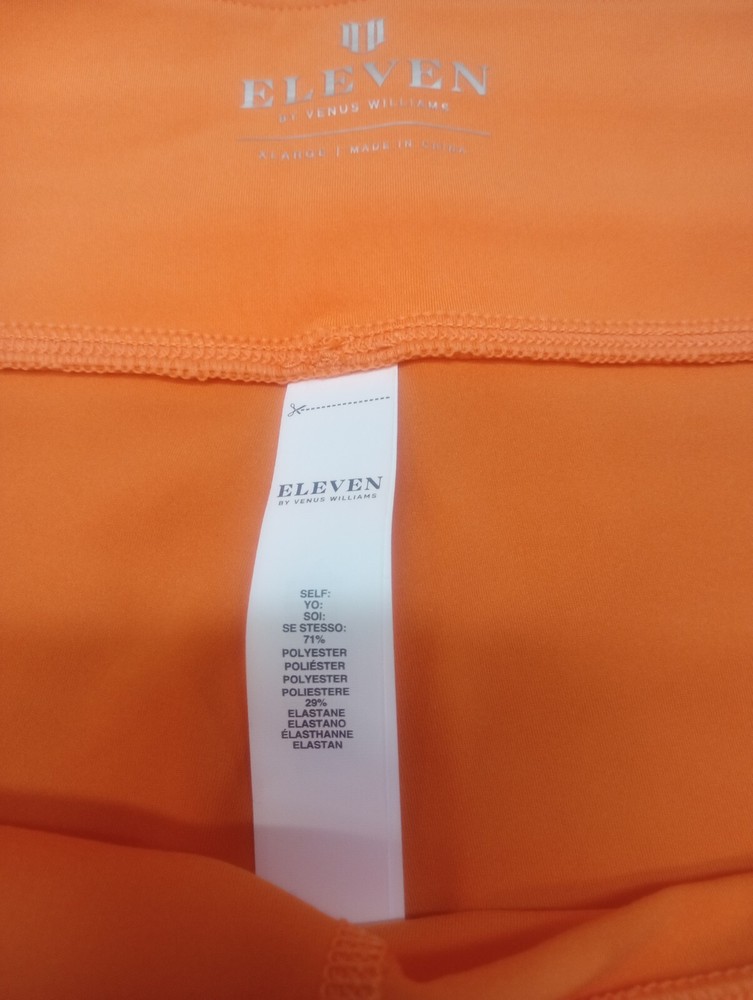 ELEVEN
BY VENUS WILLIAMS
XLARGE | MADE IN CHINA
ELEVEN
BY VENUS WILLIAMS
SELF:
YO:
SOI:
SE STESSO:
71%
POLYESTER
POLIÉSTER
POLYESTER
POLIESTERE
29%
ELASTANE
ELASTANO
ÉLASTHANNE
ELASTAN